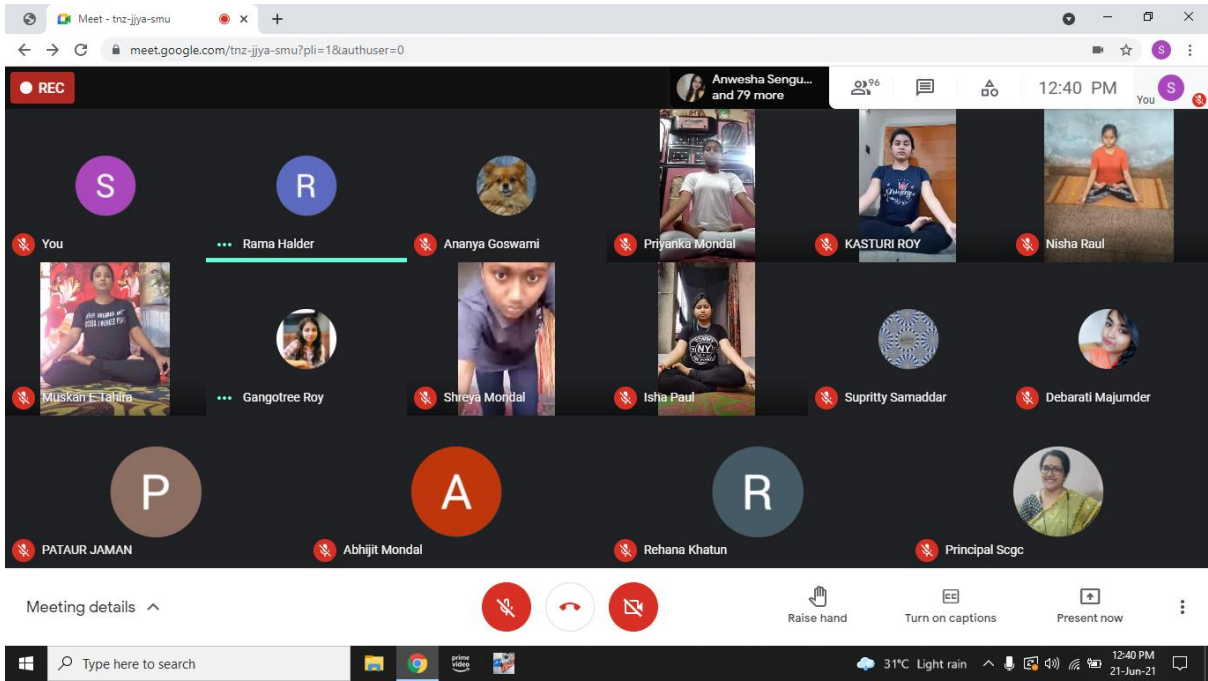 Meet - tnz-jjya-smu
meet.google.com/tnz-jjya-smu?pli=1&authuser=0
S
REC
Anwesha Sengu...
and 79 more
96
12:40 PM
You
S
S
You
R
Rama Halder
Ananya Goswami
Priyanka Mondal
KASTURI ROY
Nisha Raul
Muskan E Tahira
Gangotree Roy
Shreya Mondal
NY
Isha Paul
Supritty Samaddar
Debarati Majumder
P
PATAUR JAMAN
A
Abhijit Mondal
R
Rehana Khatun
Principal Scgc
Meeting details
Raise hand
CC
Turn on captions
Present now
Type here to search
prime
video
31°C Light rain
12:40 PM
21-Jun-21